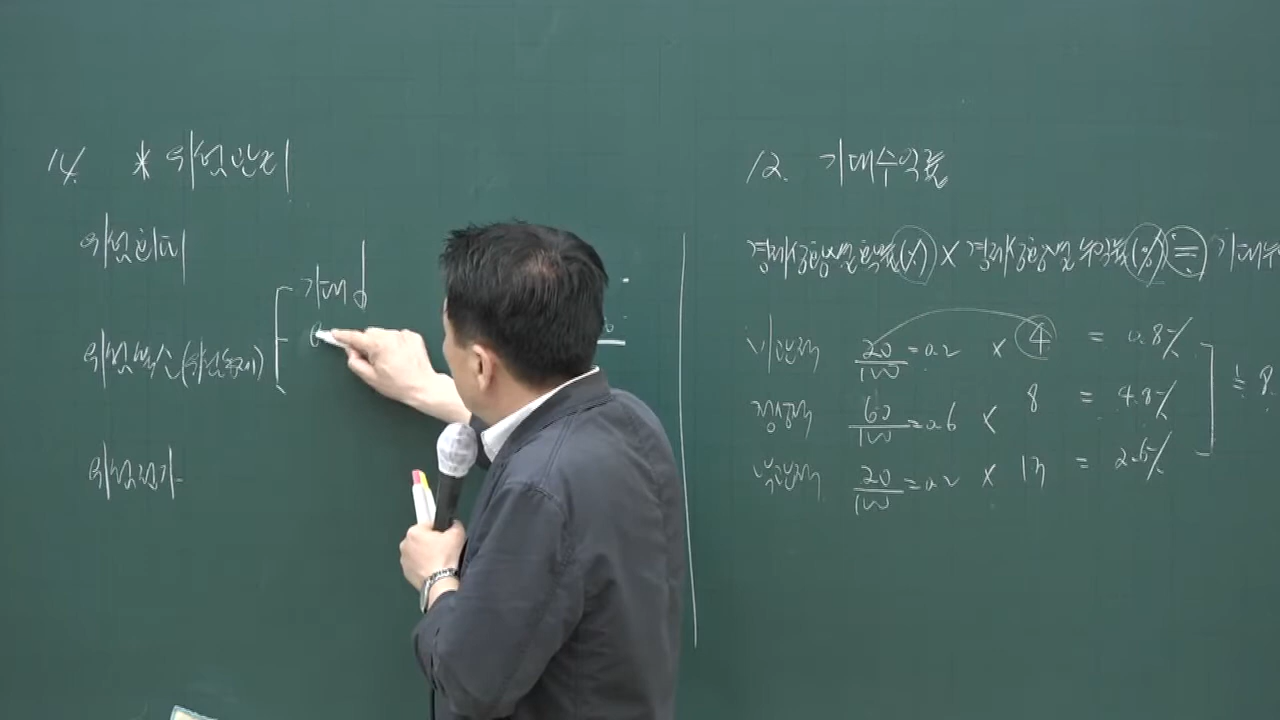 14. * 위험관리
위험회피
위험감소(위험통제)
기대
위험전가
12. 기대수익률
경제상황별 확률(%) × 경제상황별 수익률(%) = 기대수
비관적 20/100 = 0.2 × 4 = 0.8%
정상적 60/100 = 0.6 × 8 = 4.8%
낙관적 20/100 = 0.2 × 13 = 2.6%
≒ 8